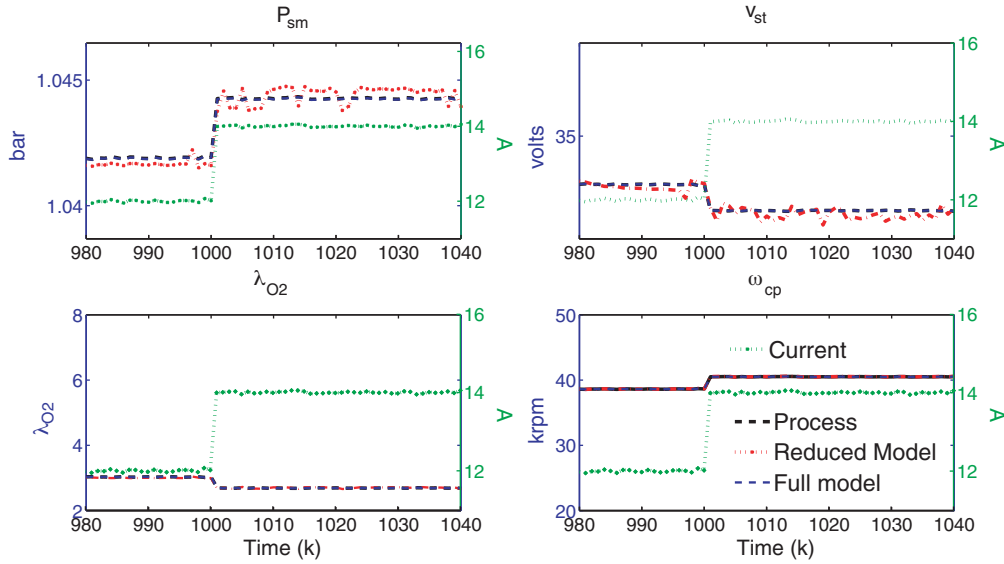 P_sm
bar
1.045
1.04
16
14
12
A
980 990 1000 1010 1020 1030 1040
v_st
volts
35
16
14
12
A
980 990 1000 1010 1020 1030 1040
λ_O2
λ_O2
8
6
4
2
16
14
12
A
980 990 1000 1010 1020 1030 1040
Time (k)
ω_cp
krpm
50
40
30
20
16
14
12
A
Current
Process
Reduced Model
Full model
980 990 1000 1010 1020 1030 1040
Time (k)